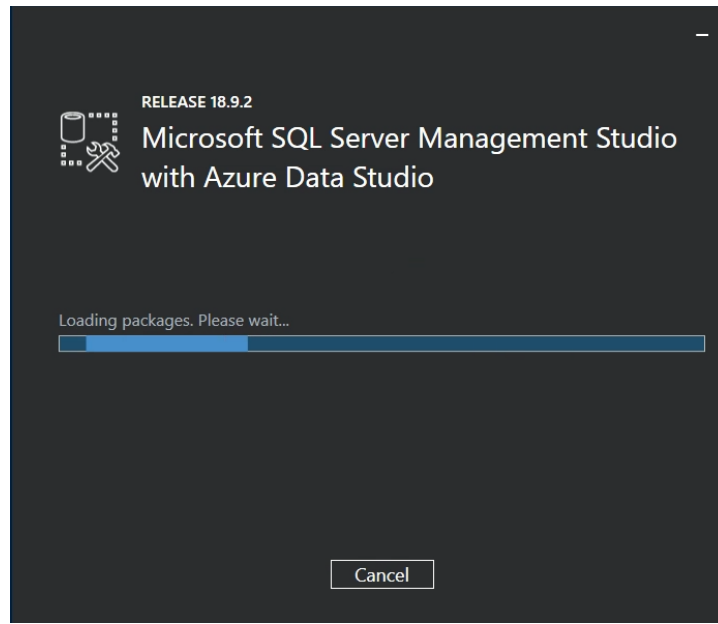 RELEASE 18.9.2
Microsoft SQL Server Management Studio
with Azure Data Studio
Loading packages. Please wait...
Cancel